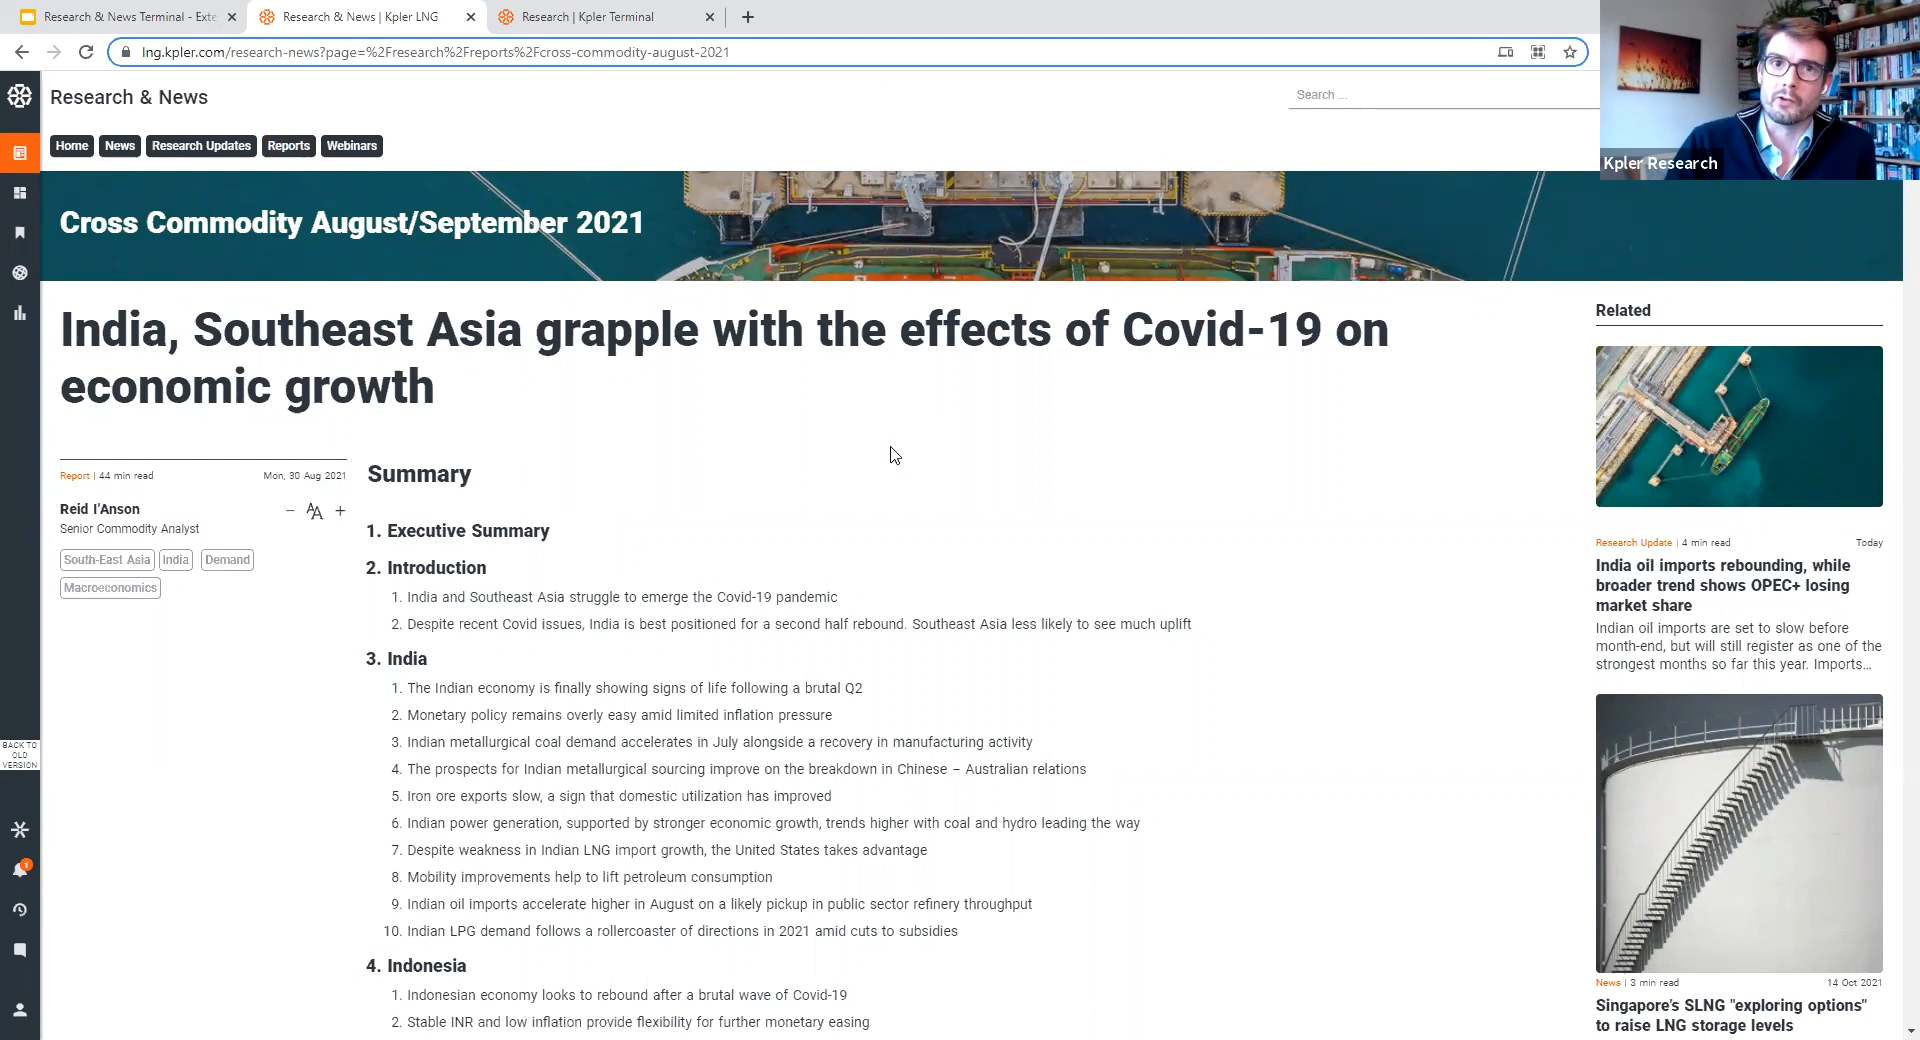 Research & News Terminal - Exte
Research & News | Kpler LNG
Research | Kpler Terminal
lng.kpler.com/research-news?page=%2Fresearch%2Freports%2Fcross-commodity-august-2021
Research & News
Search ...
Home
News
Research Updates
Reports
Webinars
Kpler Research
Cross Commodity August/September 2021
India, Southeast Asia grapple with the effects of Covid-19 on
economic growth
Report | 44 min read
Mon, 30 Aug 2021
Reid I'Anson
Senior Commodity Analyst
− AA +
South-East Asia
India
Demand
Macroeconomics
Summary
1. Executive Summary
2. Introduction
1. India and Southeast Asia struggle to emerge the Covid-19 pandemic
2. Despite recent Covid issues, India is best positioned for a second half rebound. Southeast Asia less likely to see much uplift
3. India
1. The Indian economy is finally showing signs of life following a brutal Q2
2. Monetary policy remains overly easy amid limited inflation pressure
3. Indian metallurgical coal demand accelerates in July alongside a recovery in manufacturing activity
4. The prospects for Indian metallurgical sourcing improve on the breakdown in Chinese – Australian relations
5. Iron ore exports slow, a sign that domestic utilization has improved
6. Indian power generation, supported by stronger economic growth, trends higher with coal and hydro leading the way
7. Despite weakness in Indian LNG import growth, the United States takes advantage
8. Mobility improvements help to lift petroleum consumption
9. Indian oil imports accelerate higher in August on a likely pickup in public sector refinery throughput
10. Indian LPG demand follows a rollercoaster of directions in 2021 amid cuts to subsidies
4. Indonesia
1. Indonesian economy looks to rebound after a brutal wave of Covid-19
2. Stable INR and low inflation provide flexibility for further monetary easing
Related
Research Update | 4 min read
Today
India oil imports rebounding, while
broader trend shows OPEC+ losing
market share
Indian oil imports are set to slow before
month-end, but will still register as one of the
strongest months so far this year. Imports...
News | 3 min read
14 Oct 2021
Singapore's SLNG "exploring options"
to raise LNG storage levels
BACK TO
OLD
VERSION
1